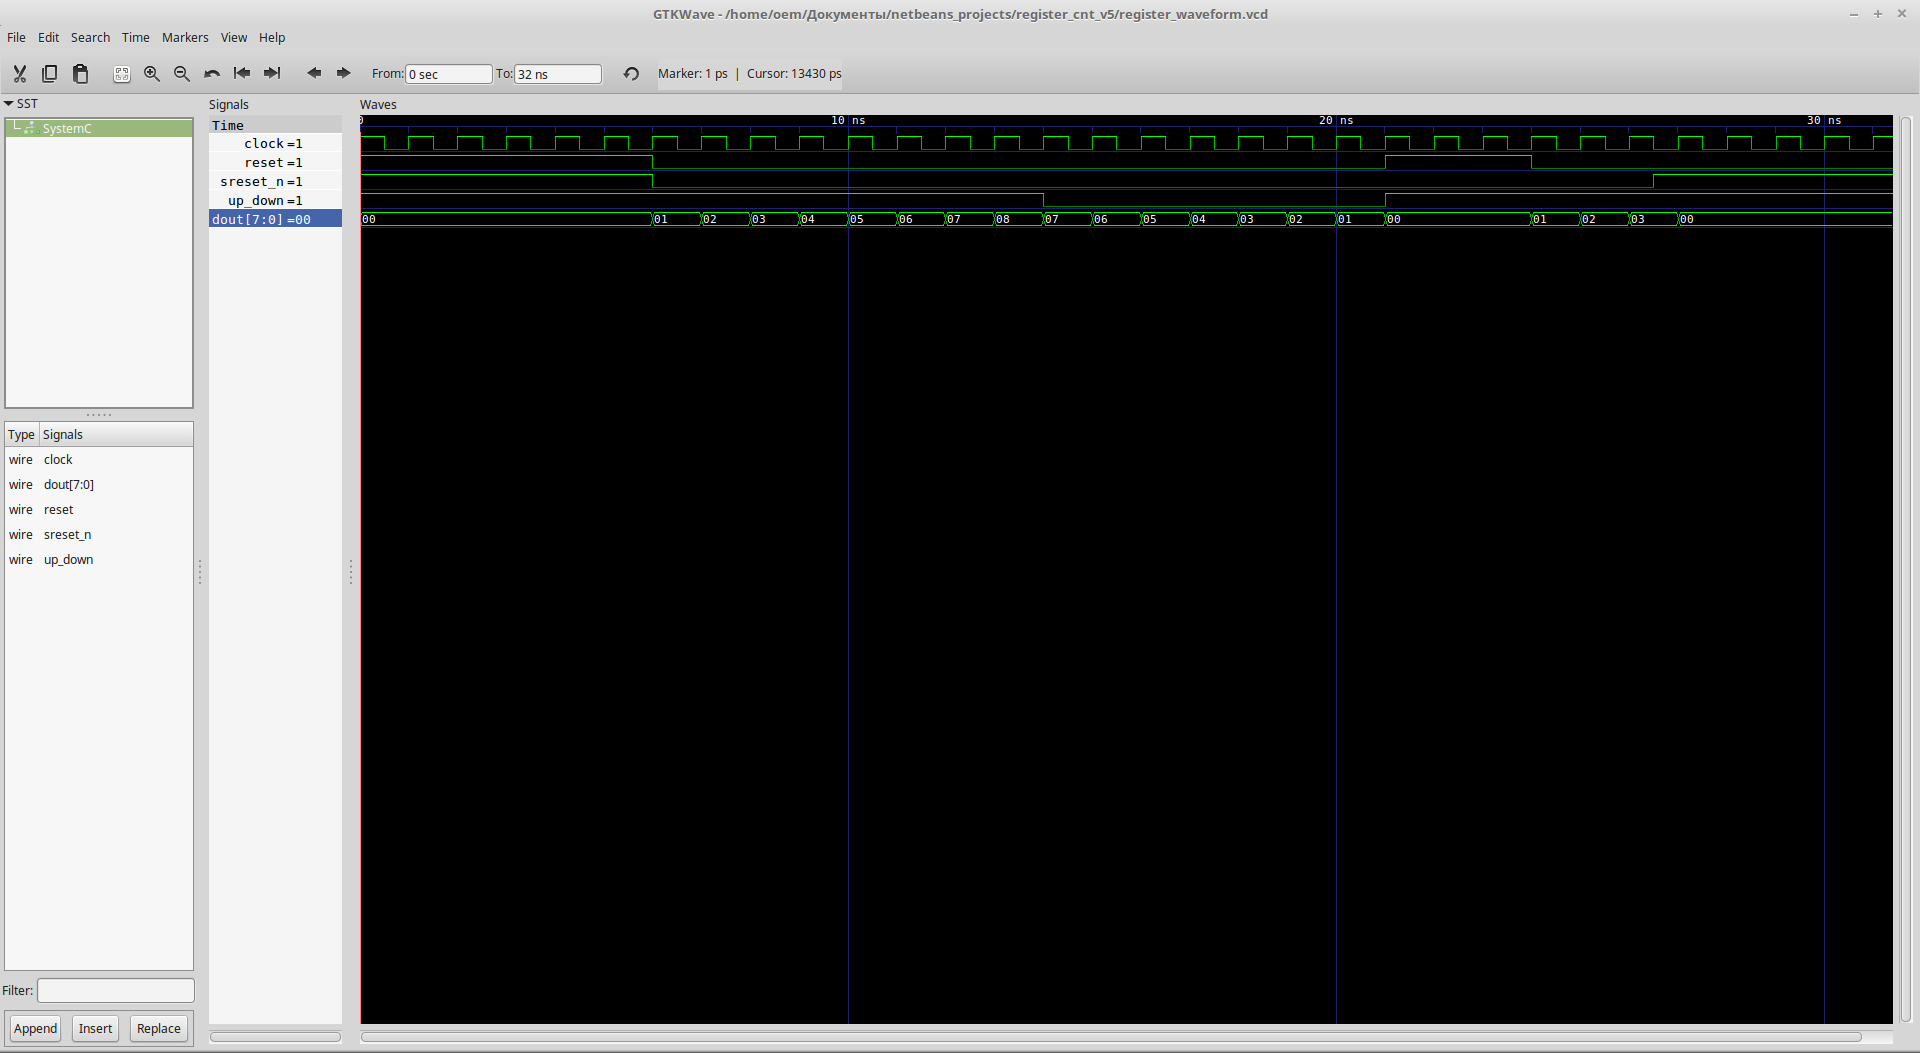 GTKWave - /home/oem/Документы/netbeans_projects/register_cnt_v5/register_waveform.vcd
File Edit Search Time Markers View Help
From: 0 sec To: 32 ns Marker: 1 ps | Cursor: 13430 ps
SST
SystemC
Type Signals
wire clock
wire dout[7:0]
wire reset
wire sreset_n
wire up_down
Filter:
Append Insert Replace
Signals
Time
clock=1
reset=1
sreset_n=1
up_down=1
dout[7:0]=00
Waves
0 10 ns 20 ns 30 ns
00 01 02 03 04 05 06 07 08 07 06 05 04 03 02 01 00 01 02 03 00